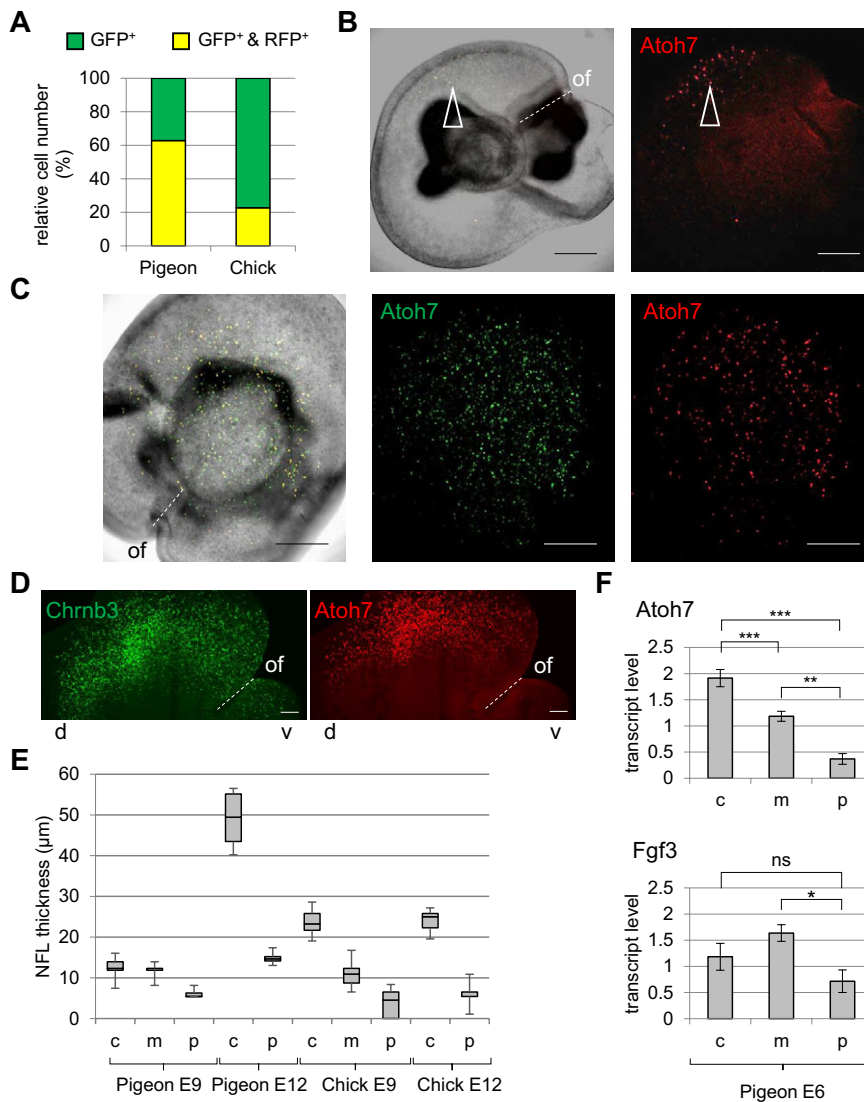 A
GFP⁺ GFP⁺ & RFP⁺
100
80
60
40
20
0
relative cell number
(%)
Pigeon Chick
B
of
Atoh7
C
of
Atoh7
Atoh7
D
Chrnb3
of
d v
Atoh7
of
d v
E
60
50
40
30
20
10
0
NFL thickness (μm)
c m p c p c m p c p
Pigeon E9 Pigeon E12 Chick E9 Chick E12
F
Atoh7
***
***
**
2.5
2
1.5
1
0.5
0
transcript level
c m p
Fgf3
ns
*
2.5
2
1.5
1
0.5
0
transcript level
c m p
Pigeon E6